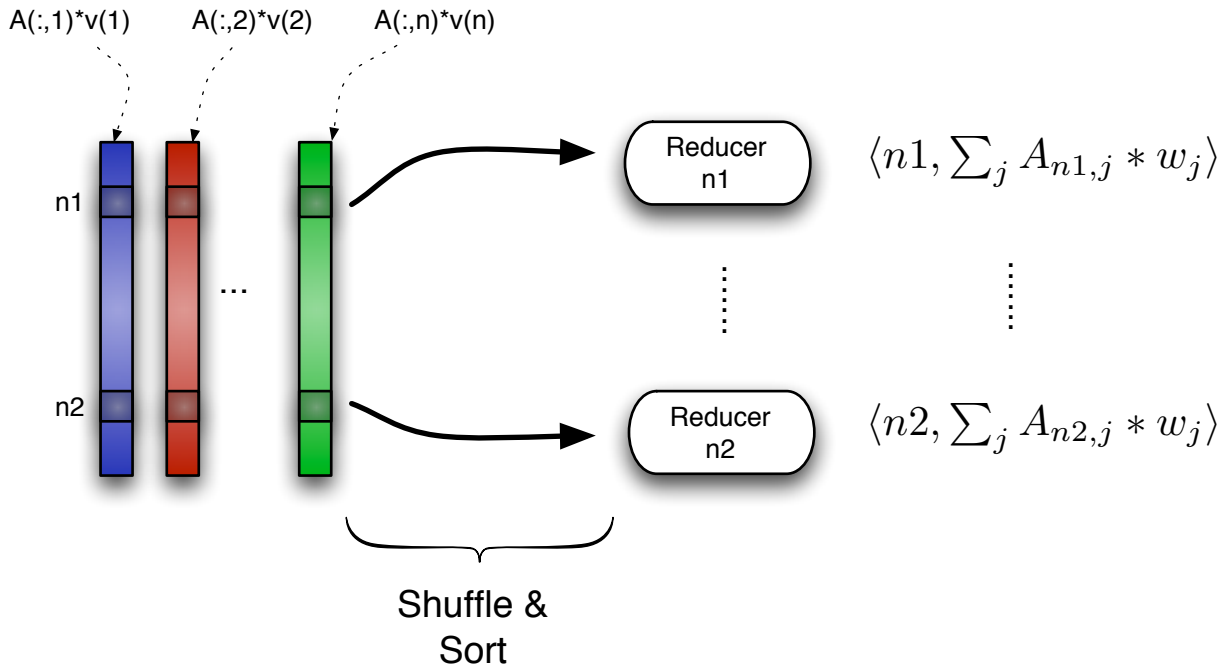 A(:,1)*v(1) A(:,2)*v(2) A(:,n)*v(n)
Reducer
n1
⟨n1, ∑_j A_{n1,j} * w_j⟩
n1
...
n2
Reducer
n2
⟨n2, ∑_j A_{n2,j} * w_j⟩
Shuffle &
Sort